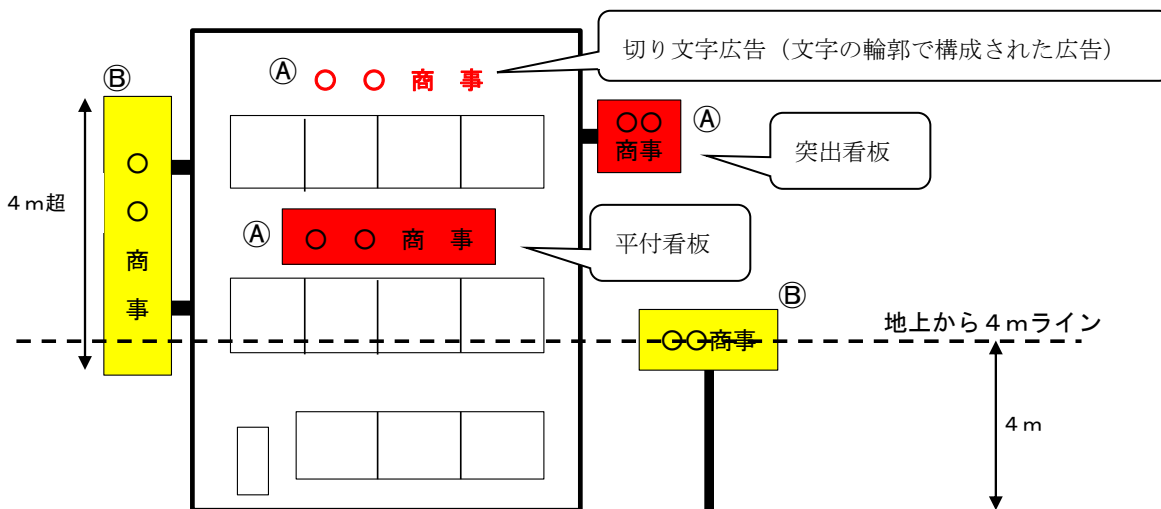 切り文字広告(文字の輪郭で構成された広告)
Ⓐ
○ ○ 商 事
Ⓑ
○○
商事
Ⓐ
突出看板
○
○
商
事
4m超
Ⓐ
○ ○ 商 事
平付看板
Ⓑ
○○商事
地上から4mライン
4m